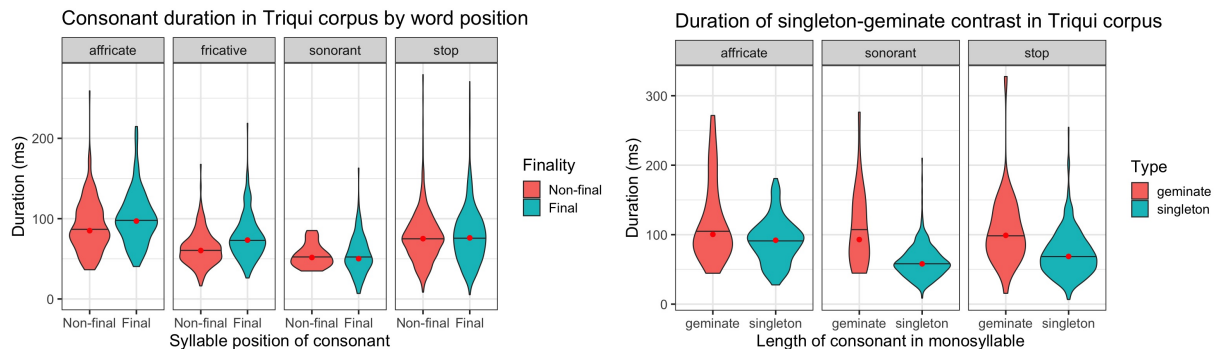 Consonant duration in Triqui corpus by word position
affricate fricative sonorant stop
Duration (ms)
200
100
0
Non-final Final Non-final Final Non-final Final Non-final Final
Syllable position of consonant
Finality
Non-final
Final
Duration of singleton-geminate contrast in Triqui corpus
affricate sonorant stop
Duration (ms)
300
200
100
0
geminate singleton geminate singleton geminate singleton
Length of consonant in monosyllable
Type
geminate
singleton